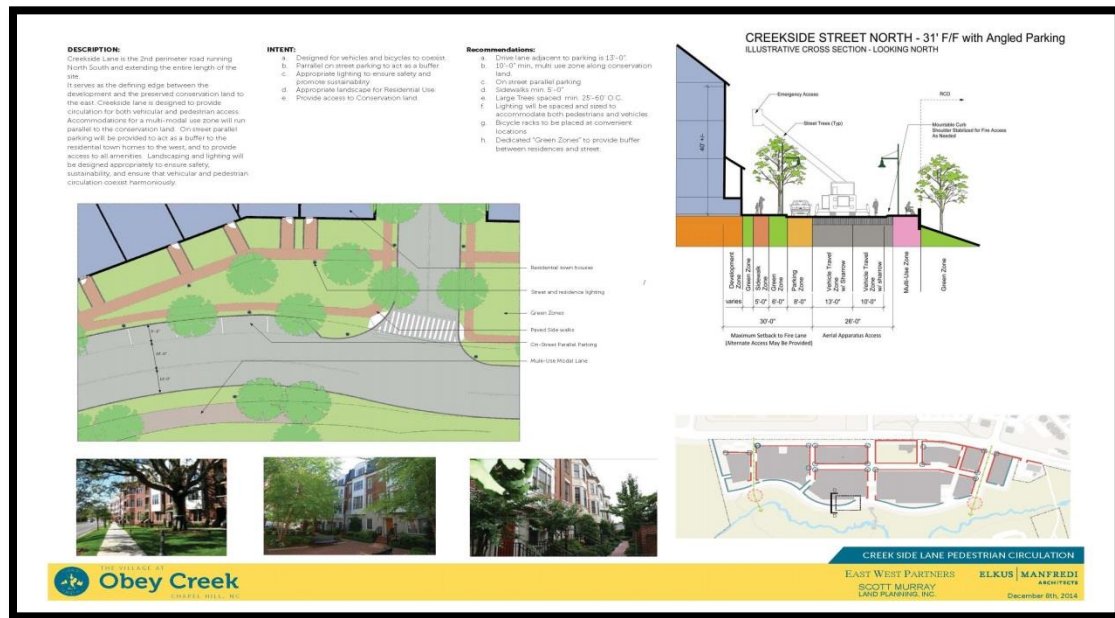 DESCRIPTION:
Creekside Lane is the 2nd perimeter road running
North South and extending the entire length of the
site.
It serves as the defining edge between the
development and the preserved conservation land to
the east. Creekside lane is designed to provide
circulation for both vehicular and pedestrian access.
Accommodations for a multi-modal use zone will run
parallel to the conservation land. On street parallel
parking will be provided to act as a buffer to the
residential town homes to the west, and to provide
access to all amenities. Landscaping and lighting will
be designed appropriately to ensure safety,
sustainability, and ensure that vehicular and pedestrian
circulation coexist harmoniously.
INTENT:
a. Designed for vehicles and bicycles to coexist.
b. Parrallel on street parking to act as a buffer
c. Appropriate lighting to ensure safety and
promote sustainability
d. Appropriate landscape for Residential Use
e. Provide access to Conservation land
Recommendations:
a. Drive lane adjacent to parking is 13'-0".
b. 10'-0" min. multi use zone along conservation
land.
c. On street parallel parking
d. Sidewalks min. 5'-0"
e. Large Trees spaced min. 25'-60' O.C.
f. Lighting will be spaced and sized to
accommodate both pedestrians and vehicles.
g. Bicycle racks to be placed at convenient
locations
h. Dedicated "Green Zones" to provide buffer
between residences and street.
CREEKSIDE STREET NORTH - 31' F/F with Angled Parking
ILLUSTRATIVE CROSS SECTION - LOOKING NORTH
Emergency Access
RCD
Street Trees (Typ)
Mountable Curb
Shoulder Stabilized for Fire Access
As Needed
40' +/-
Development Zone
Green Zone
Sidewalk Zone
Green Zone
Parking Zone
Vehicle Travel Zone w/ Sharrow
Vehicle Travel Zone w/ sharrow
Multi-Use Zone
Green Zone
varies 5'-0" 6'-0" 8'-0" 13'-0" 10'-0"
30'-0" 26'-0"
Maximum Setback to Fire Lane
(Alternate Access May Be Provided)
Aerial Apparatus Access
Residential town houses
Street and residence lighting
Green Zones
Paved Side walks
On-Street Parallel Parking
Multi-Use Modal Lane
CREEK SIDE LANE PEDESTRIAN CIRCULATION
THE VILLAGE AT
Obey Creek
CHAPEL HILL, NC
EAST WEST PARTNERS
SCOTT MURRAY
LAND PLANNING, INC.
ELKUS | MANFREDI
ARCHITECTS
December 8th, 2014